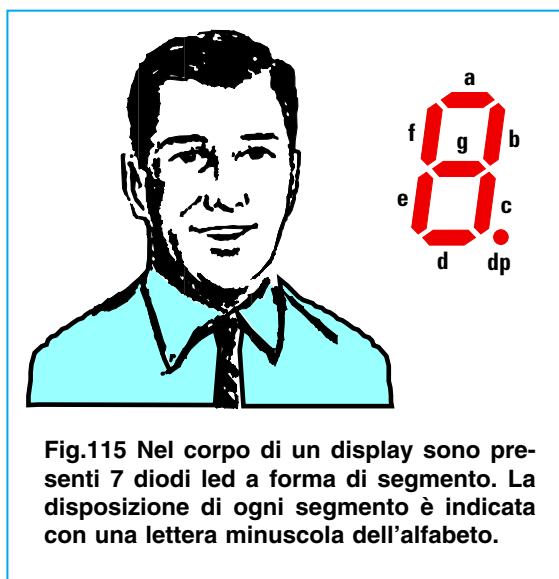 a
f
g
b
e
c
d
dp
Fig.115 Nel corpo di un display sono pre-
senti 7 diodi led a forma di segmento. La
disposizione di ogni segmento è indicata
con una lettera minuscola dell'alfabeto.